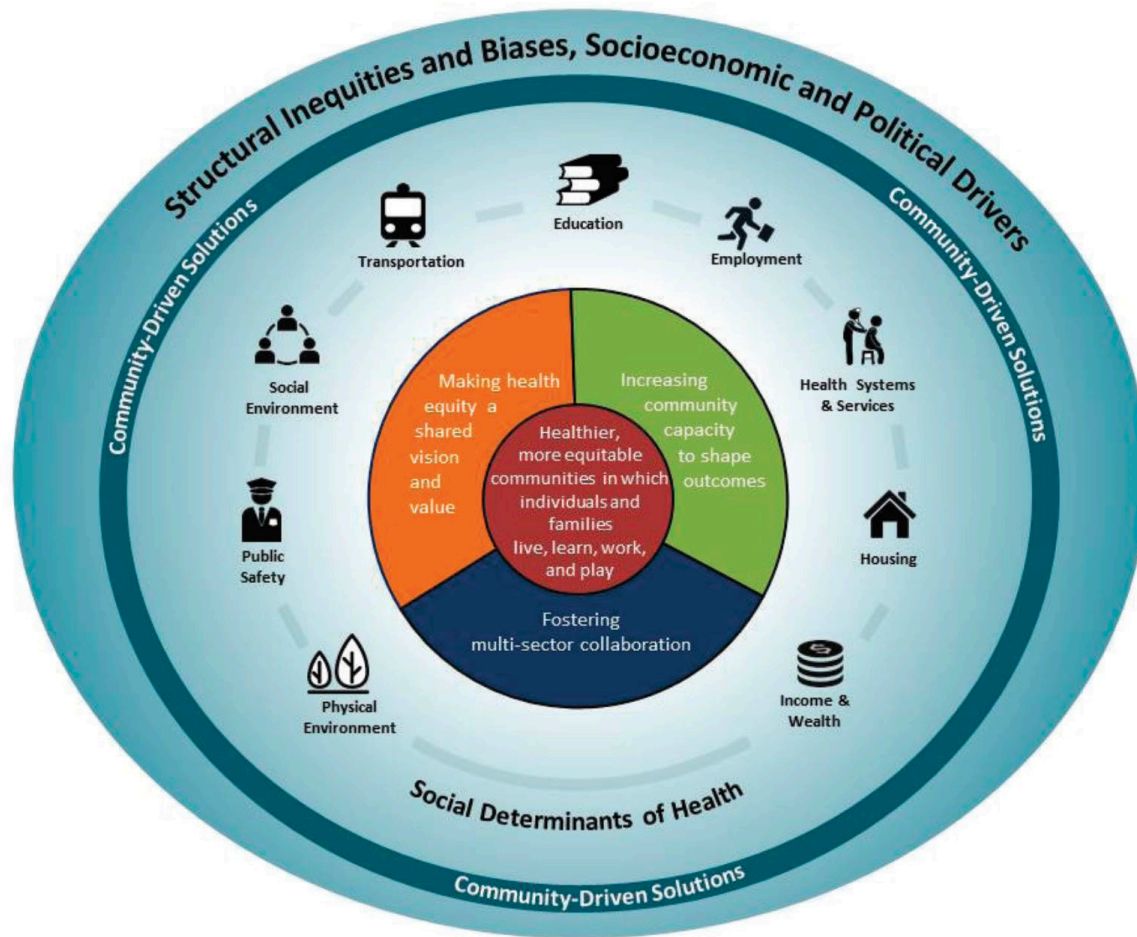 Structural Inequities and Biases, Socioeconomic and Political Drivers
Community-Driven Solutions
Community-Driven Solutions
Education
Transportation
Employment
Social
Environment
Health Systems
& Services
Public
Safety
Housing
Physical
Environment
Income &
Wealth
Making health
equity a
shared
vision
and
value
Increasing
community
capacity
to shape
outcomes
Healthier,
more equitable
communities in which
individuals and
families
live, learn, work,
and play
Fostering
multi-sector collaboration
Social Determinants of Health
Community-Driven Solutions